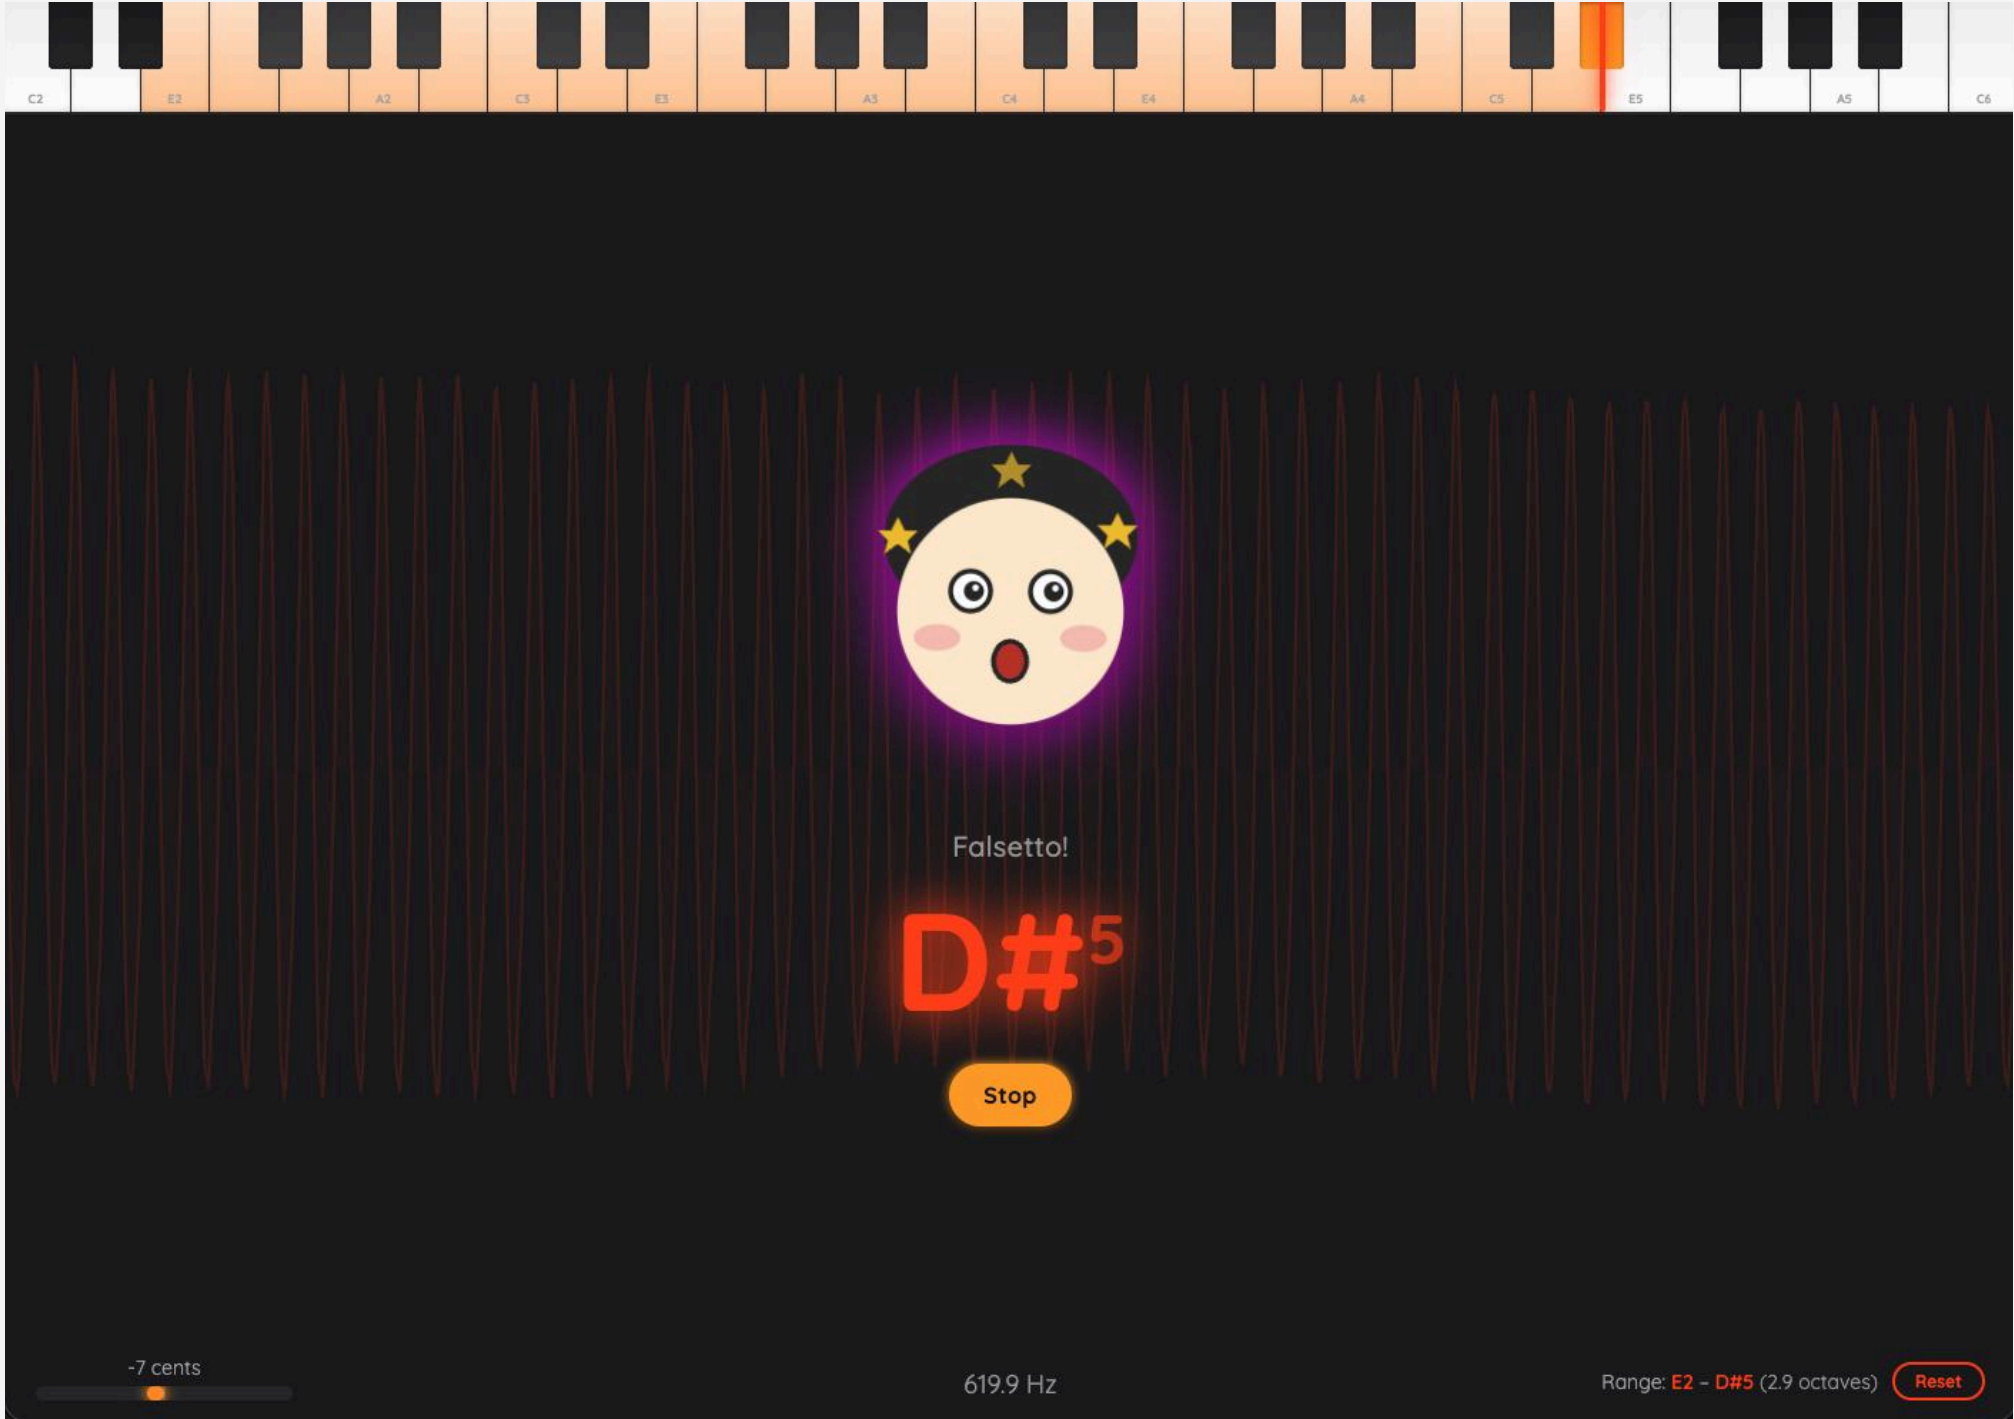 C2 E2 A2 C3 E3 A3 C4 E4 A4 C5 E5 A5 C6
Falsetto!
D#5
Stop
-7 cents
619.9 Hz
Range: E2 – D#5 (2.9 octaves) Reset